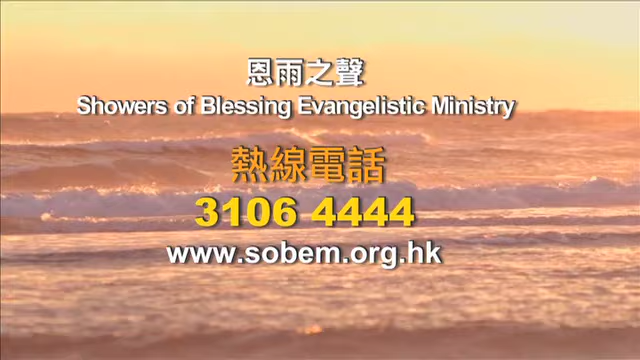 恩雨之聲
Showers of Blessing Evangelistic Ministry
熱線電話
3106 4444
www.sobem.org.hk